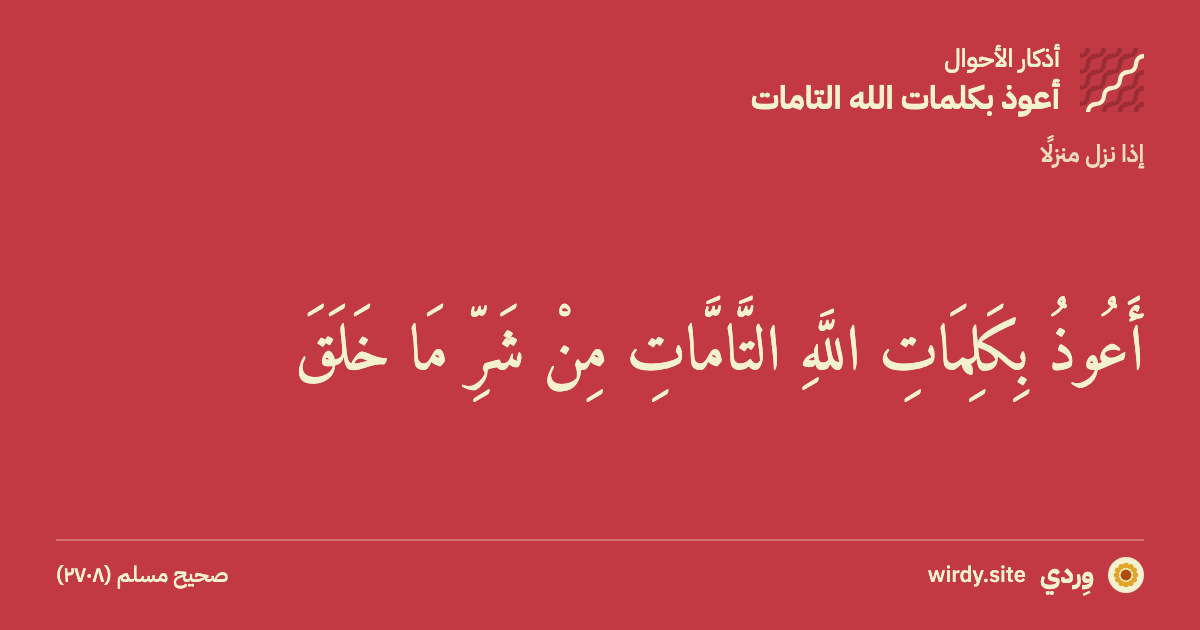 أذكار الأحوال
أعوذ بكلمات الله التامات
إذا نزل منزلًا
أَعُوذُ بِكَلِمَاتِ اللَّهِ التَّامَّاتِ مِنْ شَرِّ مَا خَلَقَ
وِردي wirdy.site
صحيح مسلم (٢٧٠٨)